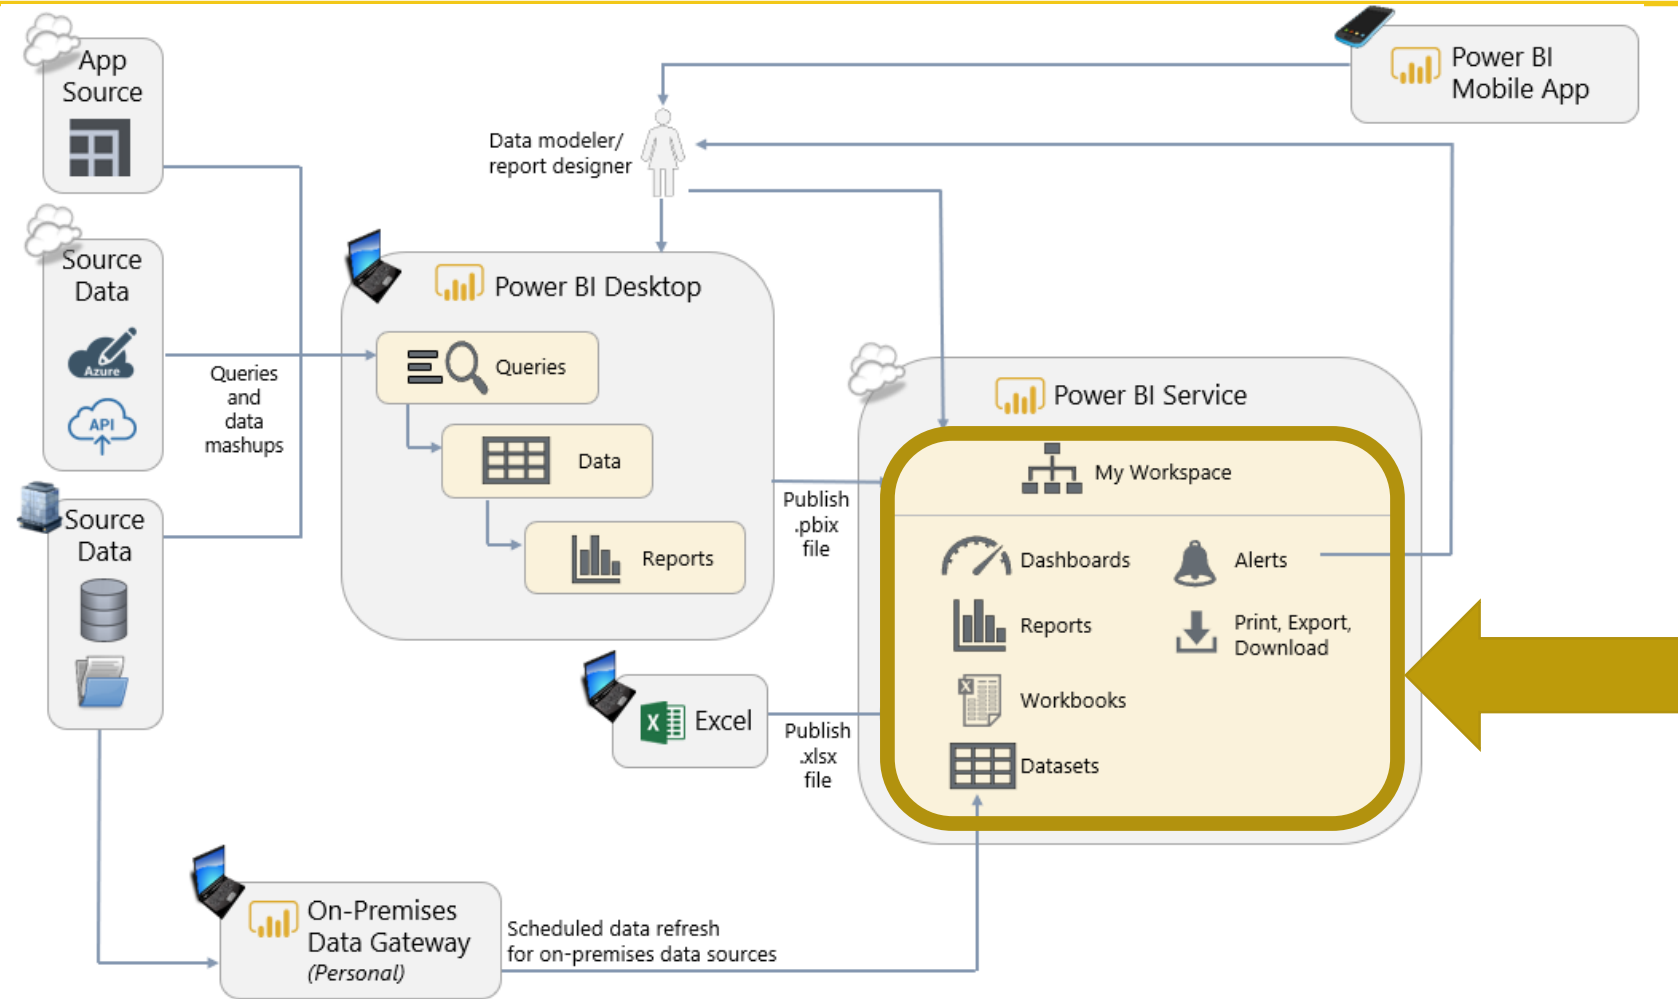 App
Source
Source
Data
Azure
API
Source
Data
Queries
and
data
mashups
Data modeler/
report designer
Power BI
Mobile App
Power BI Desktop
Queries
Data
Reports
Publish
.pbix
file
Excel
Publish
.xlsx
file
Power BI Service
My Workspace
Dashboards
Alerts
Reports
Print, Export,
Download
Workbooks
Datasets
On-Premises
Data Gateway
(Personal)
Scheduled data refresh
for on-premises data sources